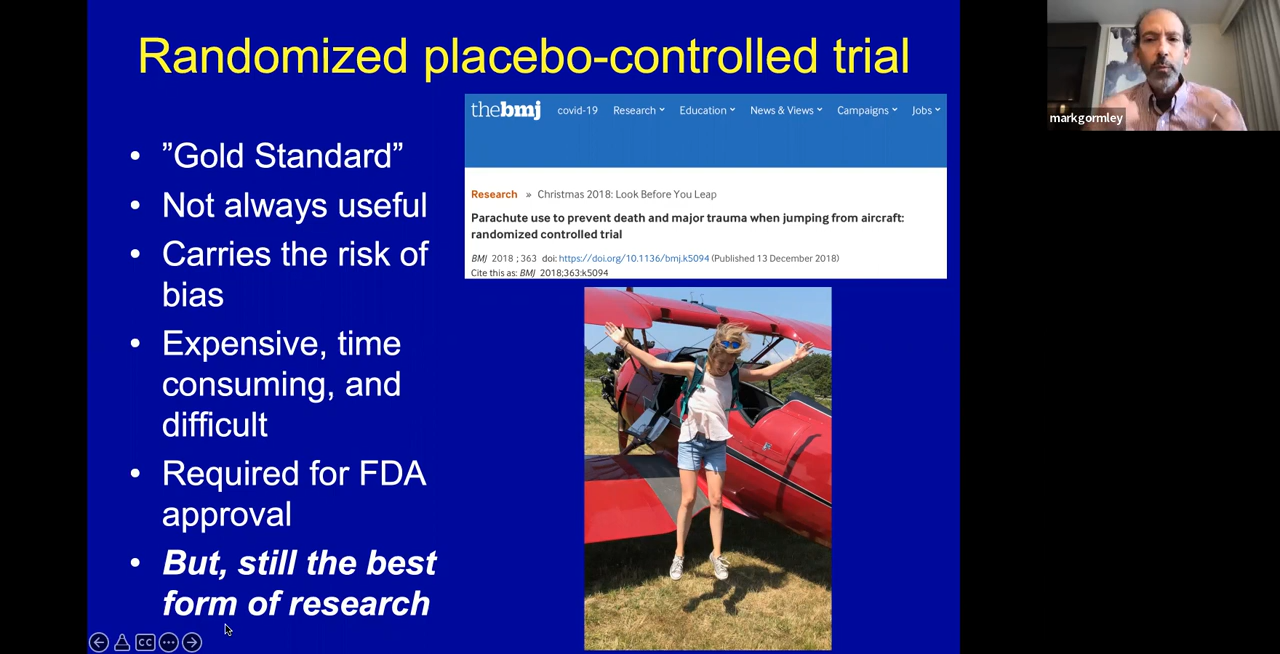 Randomized placebo-controlled trial
• ”Gold Standard”
• Not always useful
• Carries the risk of
bias
• Expensive, time
consuming, and
difficult
• Required for FDA
approval
• But, still the best
form of research
thebmj covid-19 Research Education News & Views Campaigns Jobs
Research » Christmas 2018: Look Before You Leap
Parachute use to prevent death and major trauma when jumping from aircraft:
randomized controlled trial
BMJ 2018 ; 363 doi: https://doi.org/10.1136/bmj.k5094 (Published 13 December 2018)
Cite this as: BMJ 2018;363:k5094
markgormley
CC